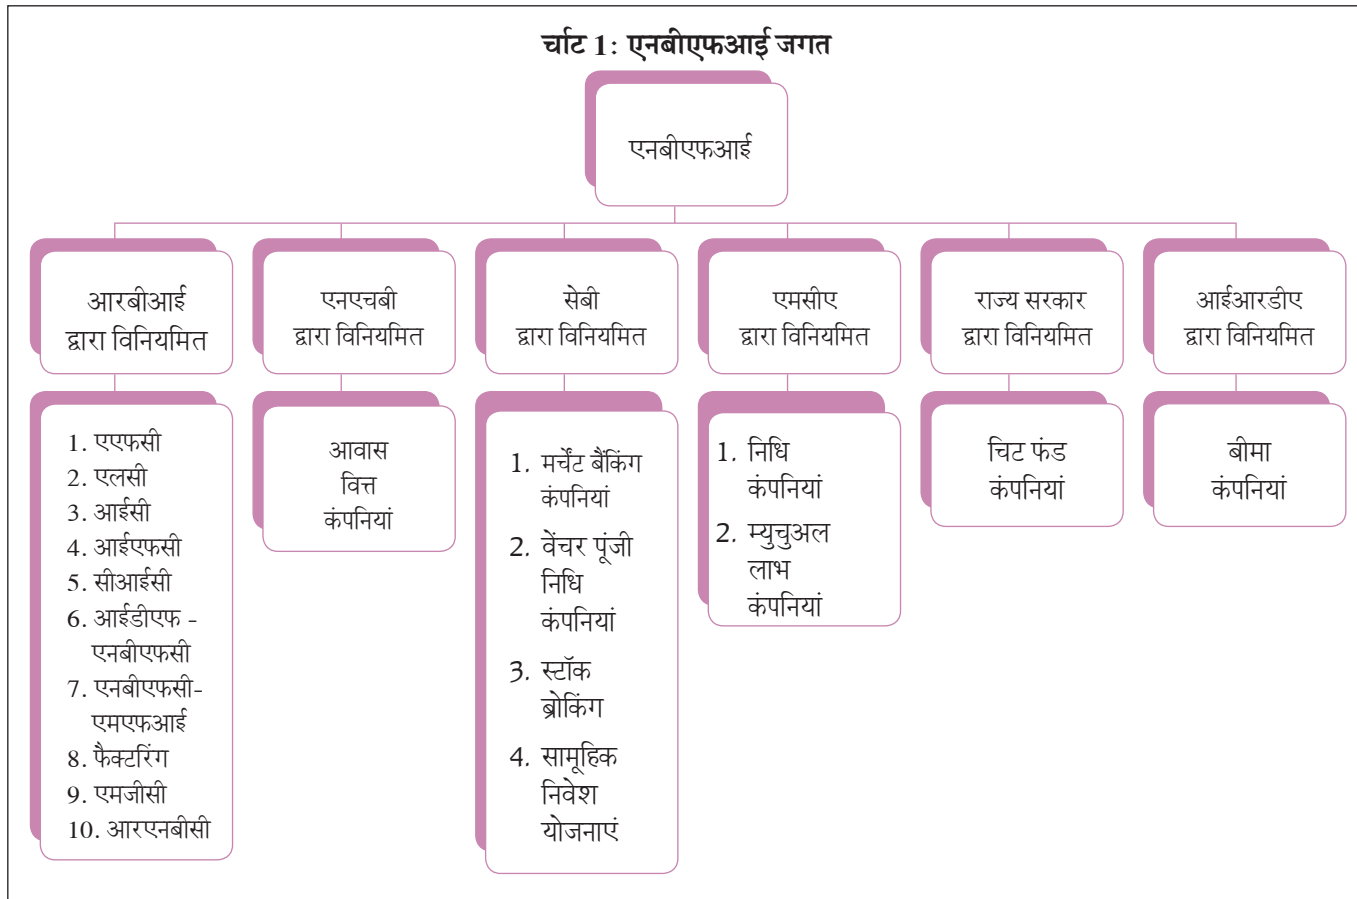 र्चाट 1: एनबीएफआई जगत
एनबीएफआई
आरबीआई
द्वारा विनियमित
एनएचबी
द्वारा विनियमित
सेबी
द्वारा विनियमित
एमसीए
द्वारा विनियमित
राज्य सरकार
द्वारा विनियमित
आईआरडीए
द्वारा विनियमित
1. एएफसी
2. एलसी
3. आईसी
4. आईएफसी
5. सीआईसी
6. आईडीएफ -
एनबीएफसी
7. एनबीएफसी-
एमएफआई
8. फैक्टरिंग
9. एमजीसी
10. आरएनबीसी
आवास
वित्त
कंपनियां
1. मर्चेंट बैंकिंग
कंपनियां
2. वेंचर पूंजी
निधि
कंपनियां
3. स्टॉक
ब्रोकिंग
4. सामूहिक
निवेश
योजनाएं
1. निधि
कंपनियां
2. म्युचुअल
लाभ
कंपनियां
चिट फंड
कंपनियां
बीमा
कंपनियां